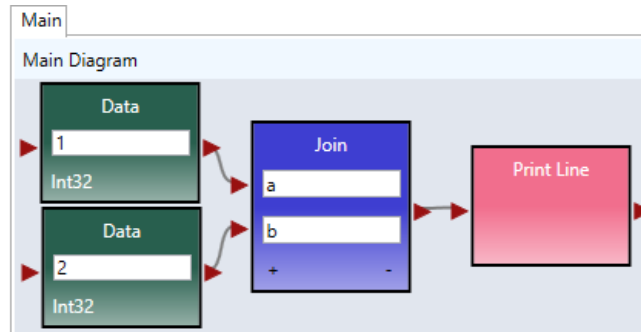 Main
Main Diagram
Data
1
Int32
Data
2
Int32
Join
a
b
+ -
Print Line